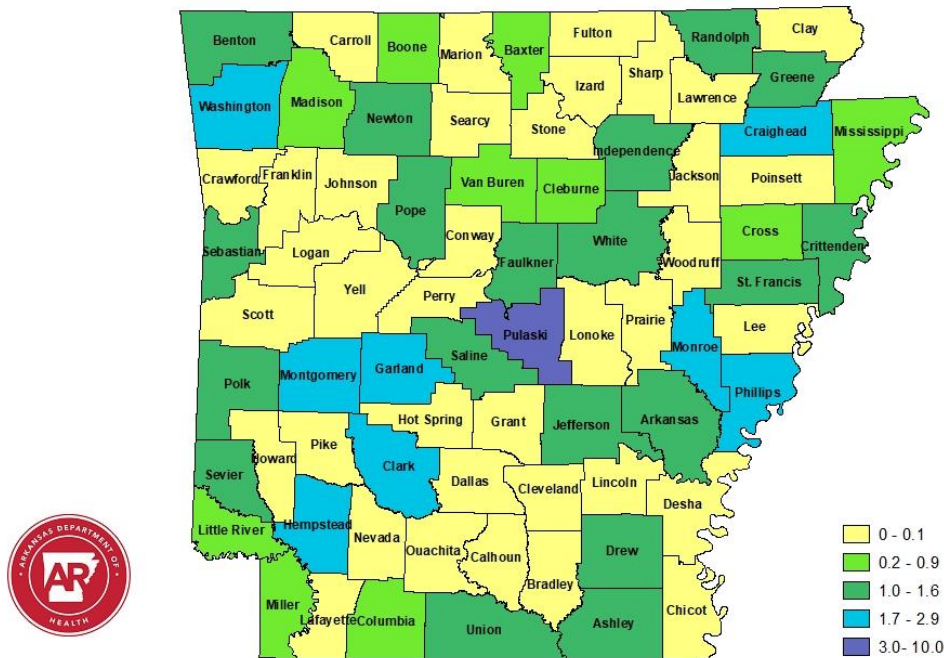 Benton
Carroll
Boone
Marion
Baxter
Fulton
Sharp
Randolph
Clay
Washington
Madison
Newton
Searcy
Stone
Izard
Lawrence
Greene
Independence
Jackson
Craighead
Mississippi
Poinsett
Crawford
Franklin
Johnson
Van Buren
Cleburne
Sebastian
Logan
Pope
Conway
Faulkner
White
Woodruff
Cross
Crittenden
St. Francis
Scott
Yell
Perry
Pulaski
Lonoke
Prairie
Monroe
Lee
Phillips
Polk
Montgomery
Garland
Saline
Hot Spring
Grant
Jefferson
Arkansas
Howard
Pike
Clark
Dallas
Cleveland
Lincoln
Desha
Sevier
Little River
Hempstead
Nevada
Ouachita
Calhoun
Bradley
Drew
Miller
Lafayette
Columbia
Union
Ashley
Chicot
ARKANSAS DEPARTMENT OF
AR
HEALTH
0 - 0.1
0.2 - 0.9
1.0 - 1.6
1.7 - 2.9
3.0- 10.0